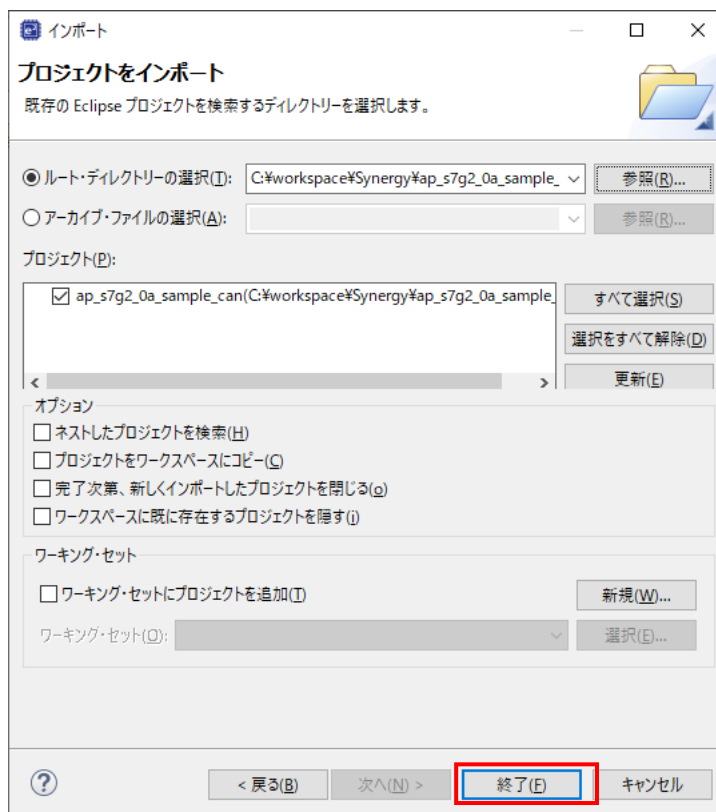 インポート
プロジェクトをインポート
既存の Eclipse プロジェクトを検索するディレクトリーを選択します。
ルート・ディレクトリーの選択(T): C:¥workspace¥Synergy¥ap_s7g2_0a_sample_ 参照(R)...
アーカイブ・ファイルの選択(A): 参照(R)...
プロジェクト(P):
ap_s7g2_0a_sample_can(C:¥workspace¥Synergy¥ap_s7g2_0a_sample_
すべて選択(S)
選択をすべて解除(D)
更新(E)
オプション
ネストしたプロジェクトを検索(H)
プロジェクトをワークスペースにコピー(C)
完了次第、新しくインポートしたプロジェクトを閉じる(o)
ワークスペースに既に存在するプロジェクトを隠す(i)
ワーキング・セット
ワーキング・セットにプロジェクトを追加(T) 新規(W)...
ワーキング・セット(O): 選択(E)...
? < 戻る(B) 次へ(N) > 終了(F) キャンセル